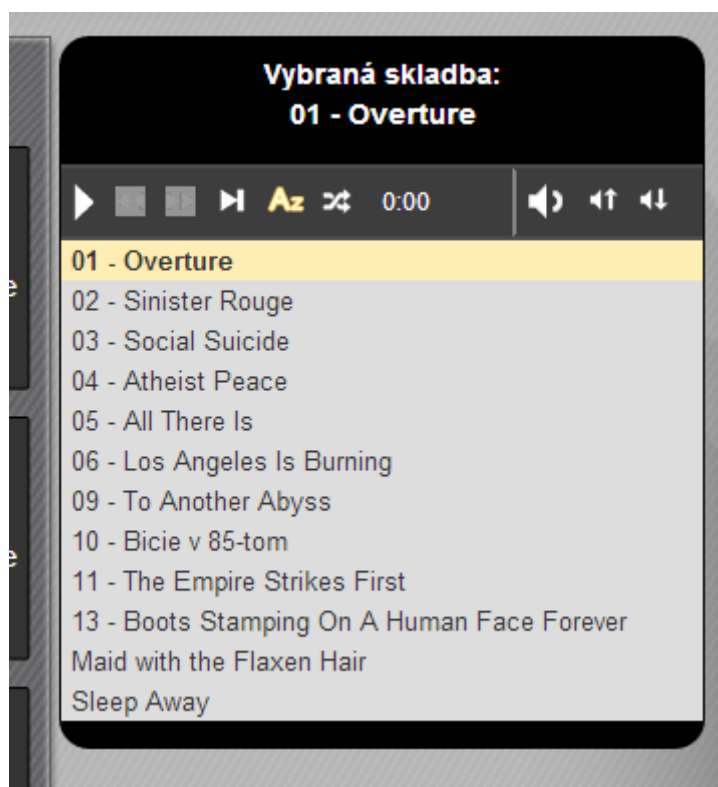 Vybraná skladba:
01 - Overture
Az 0:00
01 - Overture
02 - Sinister Rouge
03 - Social Suicide
04 - Atheist Peace
05 - All There Is
06 - Los Angeles Is Burning
09 - To Another Abyss
10 - Bicie v 85-tom
11 - The Empire Strikes First
13 - Boots Stamping On A Human Face Forever
Maid with the Flaxen Hair
Sleep Away